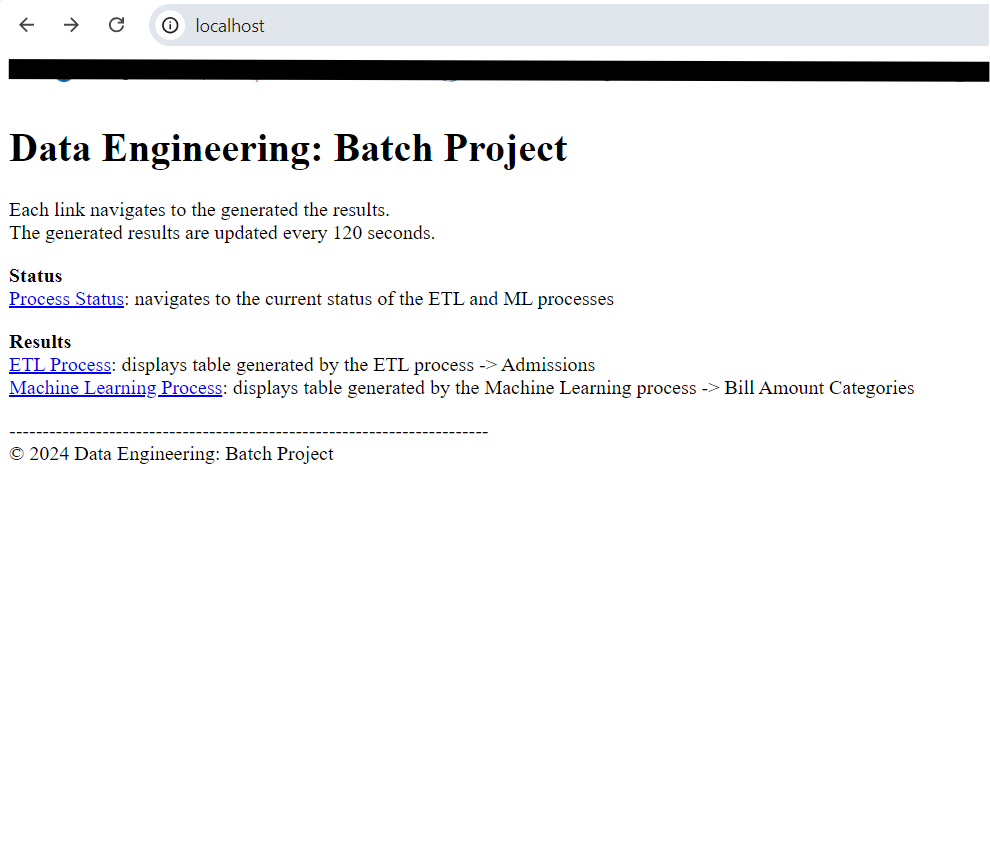 localhost
Data Engineering: Batch Project
Each link navigates to the generated the results.
The generated results are updated every 120 seconds.
Status
Process Status: navigates to the current status of the ETL and ML processes
Results
ETL Process: displays table generated by the ETL process -> Admissions
Machine Learning Process: displays table generated by the Machine Learning process -> Bill Amount Categories
------------------------------------------------------------------------
© 2024 Data Engineering: Batch Project